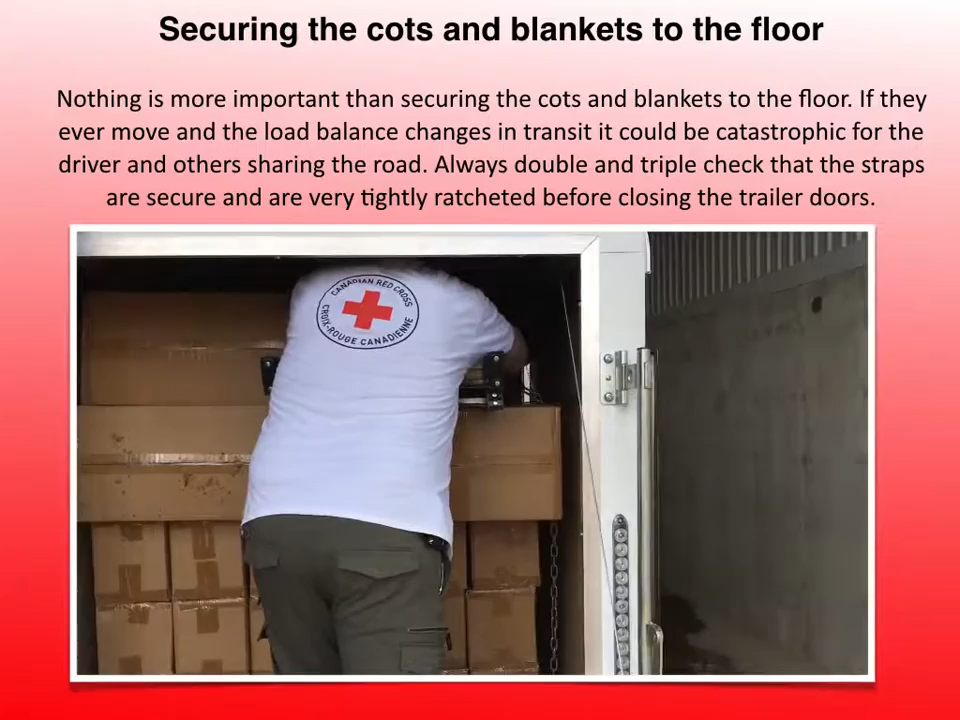 Securing the cots and blankets to the floor
Nothing is more important than securing the cots and blankets to the floor. If they
ever move and the load balance changes in transit it could be catastrophic for the
driver and others sharing the road. Always double and triple check that the straps
are secure and are very tightly ratcheted before closing the trailer doors.
CANADIAN RED CROSS
CROIX-ROUGE CANADIENNE